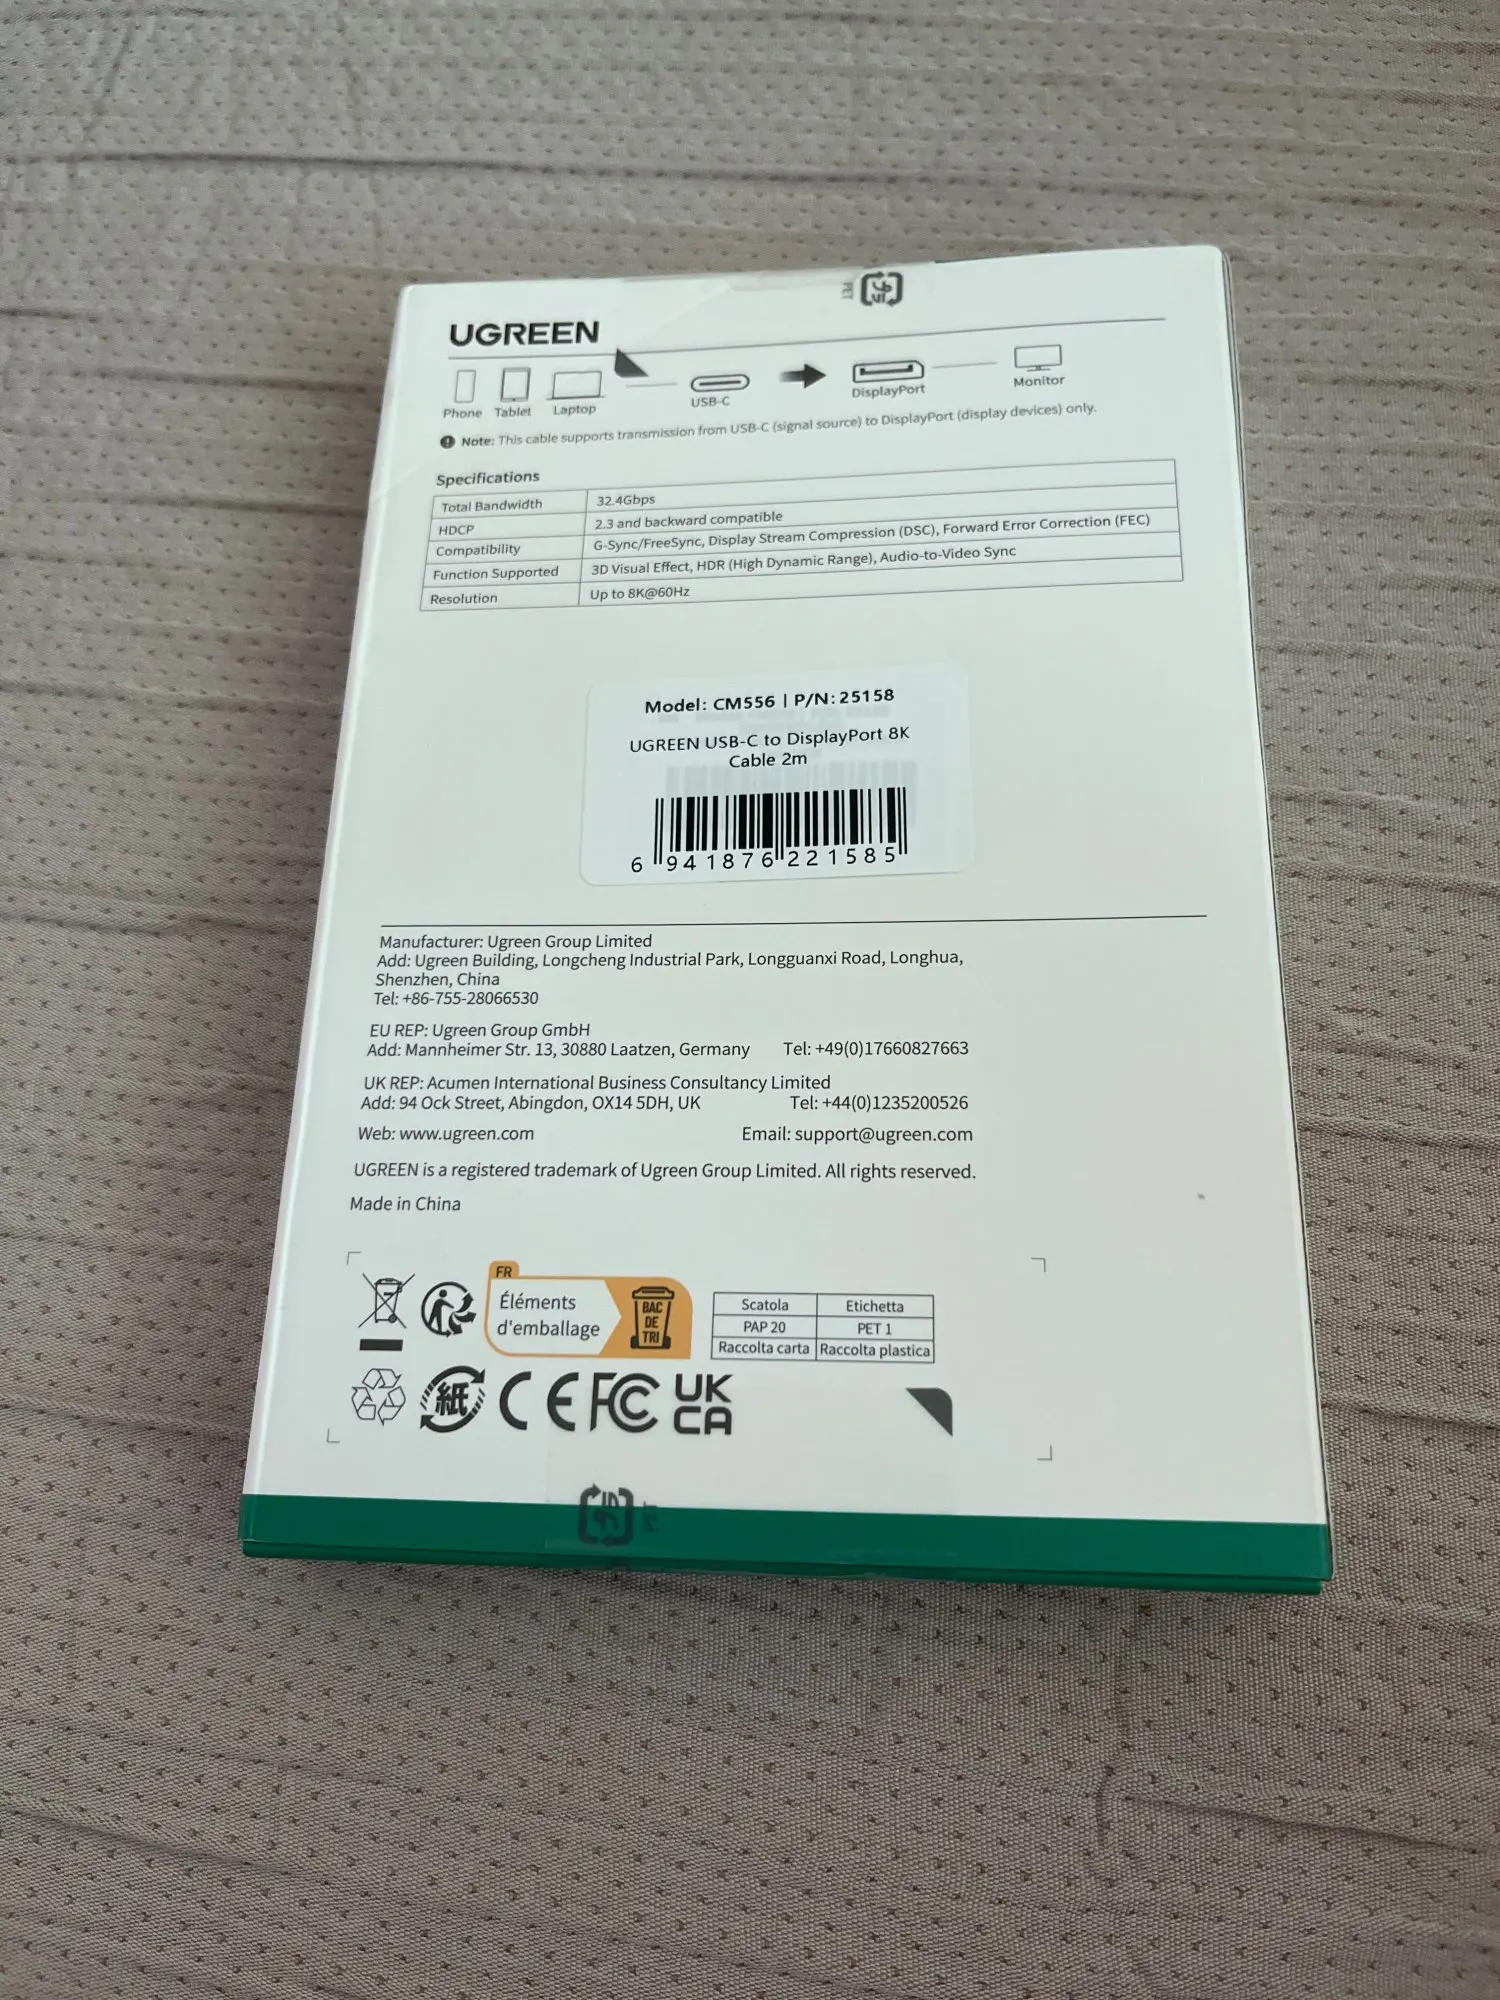 PET
UGREEN
Phone Tablet Laptop USB-C DisplayPort Monitor
Note: This cable supports transmission from USB-C (signal source) to DisplayPort (display devices) only.
Specifications
Total Bandwidth 32.4Gbps
HDCP 2.3 and backward compatible
Compatibility G-Sync/FreeSync, Display Stream Compression (DSC), Forward Error Correction (FEC)
Function Supported 3D Visual Effect, HDR (High Dynamic Range), Audio-to-Video Sync
Resolution Up to 8K@60Hz
Model: CM556 | P/N: 25158
UGREEN USB-C to DisplayPort 8K
Cable 2m
6 941876 221585
Manufacturer: Ugreen Group Limited
Add: Ugreen Building, Longcheng Industrial Park, Longguanxi Road, Longhua,
Shenzhen, China
Tel: +86-755-28066530
EU REP: Ugreen Group GmbH
Add: Mannheimer Str. 13, 30880 Laatzen, Germany Tel: +49(0)17660827663
UK REP: Acumen International Business Consultancy Limited
Add: 94 Ock Street, Abingdon, OX14 5DH, UK Tel: +44(0)1235200526
Web: www.ugreen.com Email: support@ugreen.com
UGREEN is a registered trademark of Ugreen Group Limited. All rights reserved.
Made in China
FR
Éléments
d'emballage
BAC
DE
TRI
Scatola Etichetta
PAP 20 PET 1
Raccolta carta Raccolta plastica
紙 CE FC UK
CA
PET